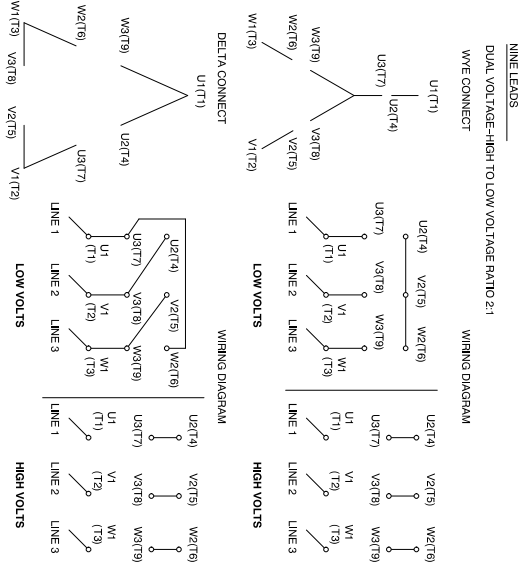 NINE LEADS
DUAL VOLTAGE–HIGH TO LOW VOLTAGE RATIO 2:1
WYE CONNECT
WIRING DIAGRAM
U1(T1)
U2(T4)
U3(T7)
W3(T9) V3(T8)
W2(T6) V2(T5)
W1(T3) V1(T2)
U2(T4) V2(T5) W2(T6)
U3(T7) V3(T8) W3(T9)
U1 V1 W1
(T1) (T2) (T3)
LINE 1 LINE 2 LINE 3
LOW VOLTS
U2(T4) V2(T5) W2(T6)
U3(T7) V3(T8) W3(T9)
U1 V1 W1
(T1) (T2) (T3)
LINE 1 LINE 2 LINE 3
HIGH VOLTS
DELTA CONNECT
WIRING DIAGRAM
U1(T1)
W3(T9) U2(T4)
W2(T6) U3(T7)
W1(T3) V3(T8) V2(T5) V1(T2)
U2(T4) V2(T5) W2(T6)
U3(T7) V3(T8) W3(T9)
U1 V1 W1
(T1) (T2) (T3)
LINE 1 LINE 2 LINE 3
LOW VOLTS
U2(T4) V2(T5) W2(T6)
U3(T7) V3(T8) W3(T9)
U1 V1 W1
(T1) (T2) (T3)
LINE 1 LINE 2 LINE 3
HIGH VOLTS